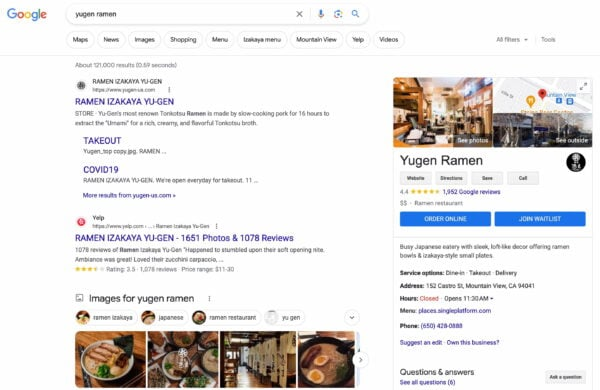 Google
yugen ramen
Maps
News
Images
Shopping
Menu
Izakaya menu
Mountain View
Yelp
Videos
All filters
Tools
About 121,000 results (0.69 seconds)
RAMEN IZAKAYA YU-GEN
https://www.yugen-us.com
RAMEN IZAKAYA YU-GEN
STORE · Yu-Gen's most renown Tonkotsu Ramen is made by slow-cooking pork for 16 hours to
extract the "Umami" for a rich, creamy, and flavorful Tonkotsu broth.
TAKEOUT
Yugen_top copy.jpg. RAMEN ...
COVID19
RAMEN IZAKAYA YU-GEN. We're open everyday for takeout. 11 ...
More results from yugen-us.com »
Yelp
https://www.yelp.com › ... › Ramen Izakaya Yu-Gen
RAMEN IZAKAYA YU-GEN - 1651 Photos & 1078 Reviews
1078 reviews of Ramen Izakaya Yu-Gen "Happened to stumbled upon their soft opening nite.
Ambiance was great! Loved their zucchini carpaccio, ...
Rating: 3.5 · 1,078 reviews · Price range: $11-30
Images for yugen ramen
ramen izakaya
japanese
ramen restaurant
yu gen
See photos
Mountain View
See outside
Yugen Ramen
Website
Directions
Save
Call
4.4
1,952 Google reviews
$$ · Ramen restaurant
ORDER ONLINE
JOIN WAITLIST
Busy Japanese eatery with sleek, loft-like decor offering ramen
bowls & izakaya-style small plates.
Service options: Dine-in · Takeout · Delivery
Address: 152 Castro St, Mountain View, CA 94041
Hours: Closed · Opens 11:30 AM
Menu: places.singleplatform.com
Phone: (650) 428-0888
Suggest an edit · Own this business?
Questions & answers
See all questions (6)
Ask a question